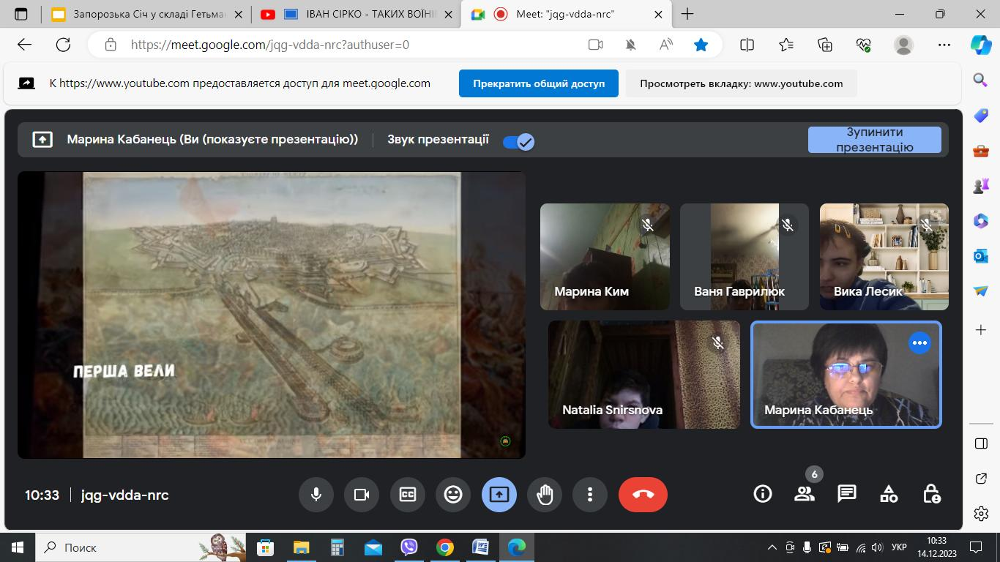 Запорозька Січ у складі Гетьман
ІВАН СІРКО - ТАКИХ ВОЇНІ
Meet: "jqg-vdda-nrc"
https://meet.google.com/jqg-vdda-nrc?authuser=0
К https://www.youtube.com предоставляется доступ для meet.google.com
Прекратить общий доступ
Просмотреть вкладку: www.youtube.com
Марина Кабанець (Ви (показуєте презентацію))
Звук презентації
Зупинити
презентацію
ПЕРША ВЕЛИ
Марина Ким
Ваня Гаврилюк
Вика Лесик
Natalia Snirsnova
Марина Кабанець
10:33
jqg-vdda-nrc
6
Поиск
УКР
10:33
14.12.2023